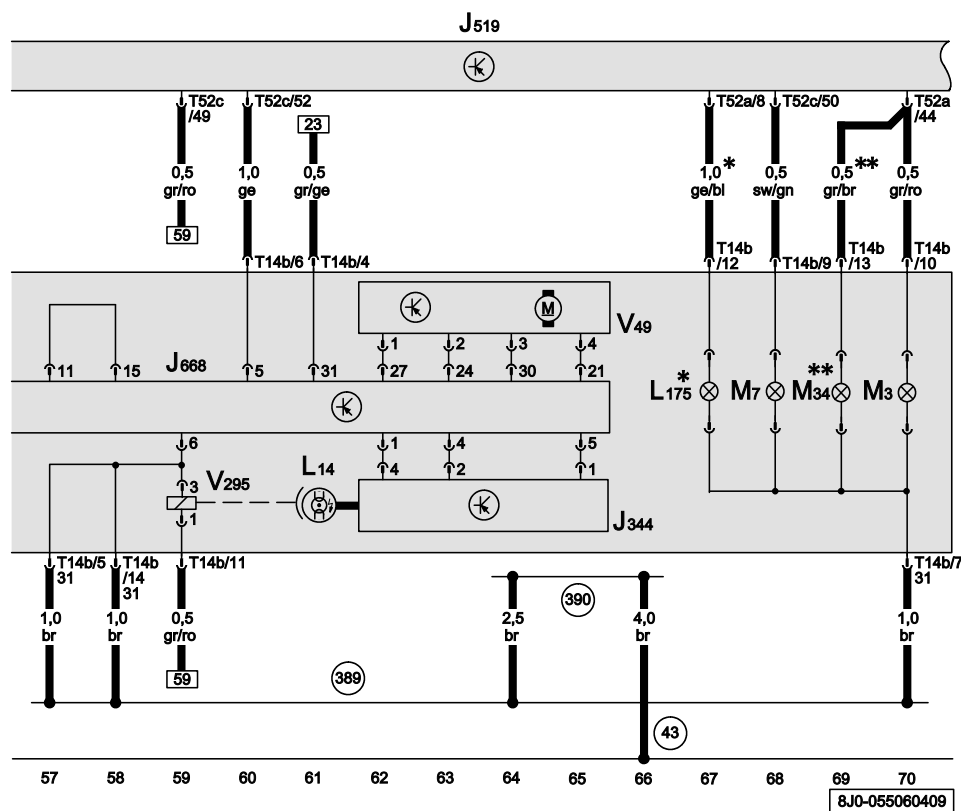 J519
T52c
/49
T52c/52
T52a/8
T52c/50
T52a
/44
23
0,5
gr/ro
1,0
ge
0,5
gr/ge
1,0 *
ge/bl
0,5
sw/gn
0,5 **
gr/br
0,5
gr/ro
59
T14b/6
T14b/4
T14b
/12
T14b/9
T14b
/13
T14b
/10
M
V49
1 2 3 4
11 15 J668 5 31 27 24 30 21
L175 *
M7
M34 **
M3
6 1 4 5
4 2 1
3
V295
L14
1
J344
T14b/5
31
T14b
/14
31
T14b/11
T14b/7
31
1,0
br
1,0
br
0,5
gr/ro
390
2,5
br
4,0
br
1,0
br
59
389
43
57 58 59 60 61 62 63 64 65 66 67 68 69 70
8J0-055060409